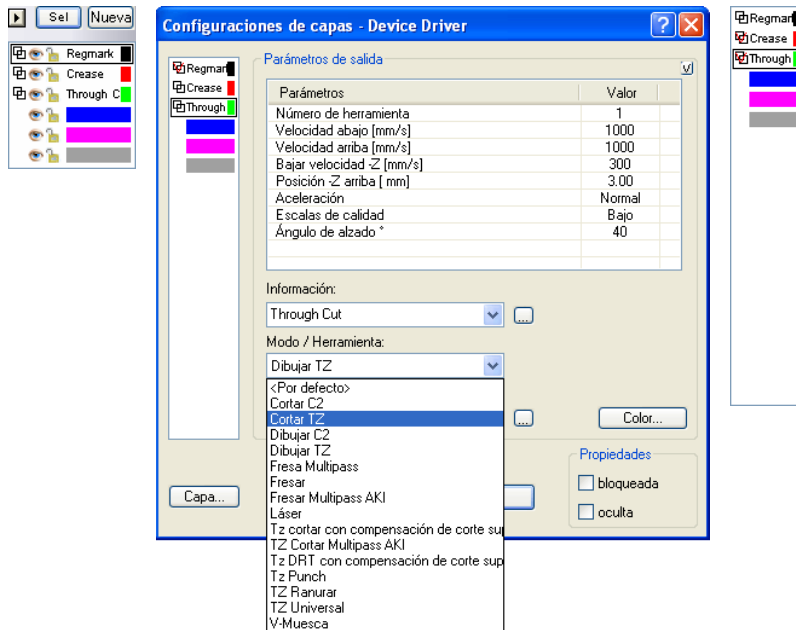 Sel Nueva
Regmark
Crease
Through C
Configuraciones de capas - Device Driver
Regmark
Crease
Through
Parámetros de salida
Parámetros Valor
Número de herramienta 1
Velocidad abajo [mm/s] 1000
Velocidad arriba [mm/s] 1000
Bajar velocidad -Z [mm/s] 300
Posición -Z arriba [ mm] 3.00
Aceleración Normal
Escalas de calidad Bajo
Ángulo de alzado ° 40
Información:
Through Cut
...
Modo / Herramienta:
Dibujar TZ
<Por defecto>
Cortar C2
Cortar TZ
Dibujar C2
Dibujar TZ
Fresa Multipass
Fresar
Fresar Multipass AKI
Láser
Tz cortar con compensación de corte sup
TZ Cortar Multipass AKI
Tz DRT con compensación de corte sup
Tz Punch
TZ Ranurar
TZ Universal
V-Muesca
...
Color...
Propiedades
bloqueada
oculta
Capa...
Regmark
Crease
Through